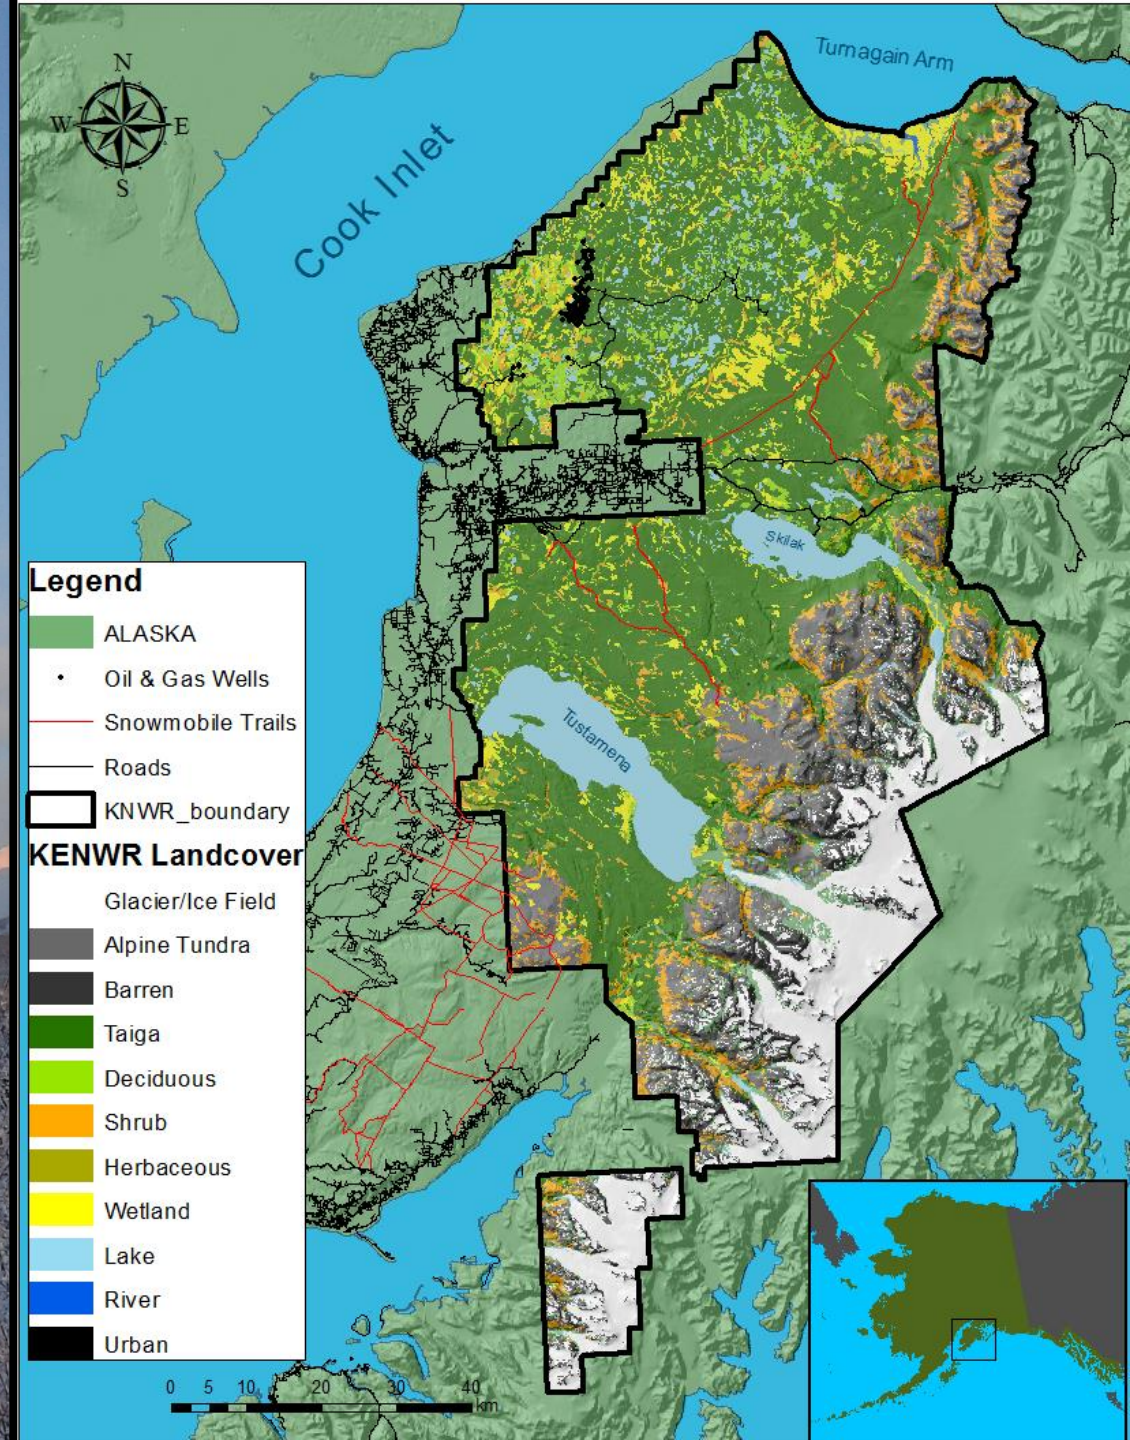 Turnagain Arm
N
W E
S
Cook Inlet
Skilak
Tustamena
Legend
ALASKA
Oil & Gas Wells
Snowmobile Trails
Roads
KNWR_boundary
KENWR Landcover
Glacier/Ice Field
Alpine Tundra
Barren
Taiga
Deciduous
Shrub
Herbaceous
Wetland
Lake
River
Urban
0 5 10 20 30 40
km